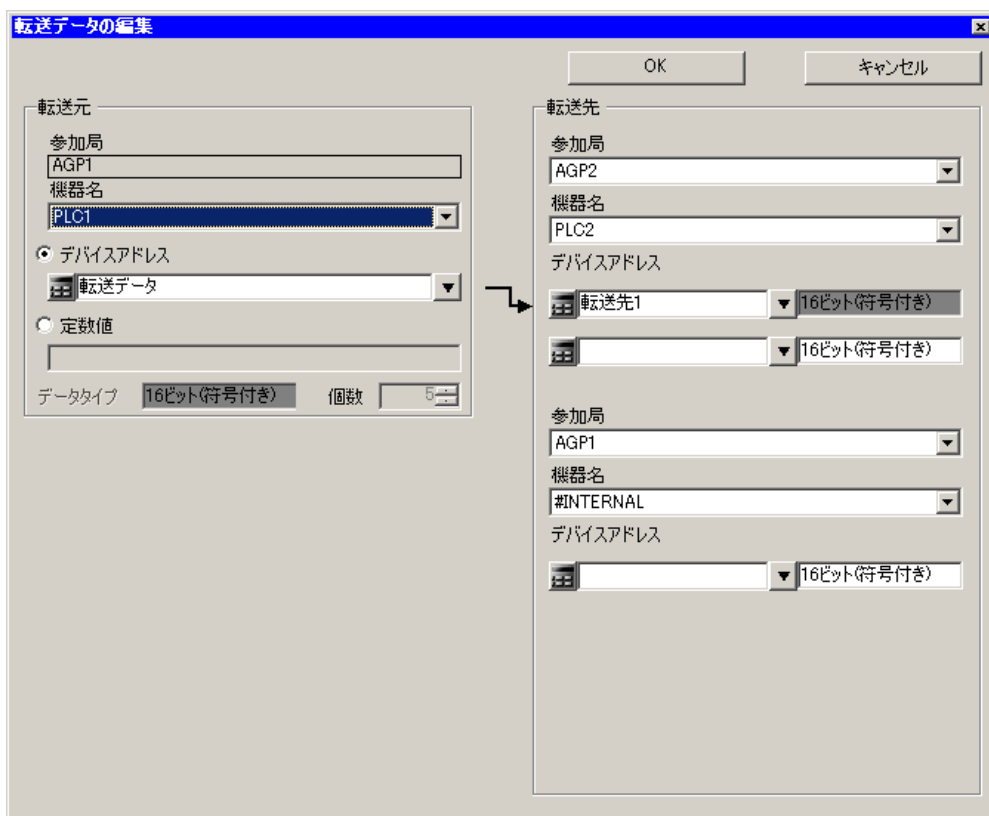 転送データの編集
OK
キャンセル
転送元
参加局
AGP1
機器名
PLC1
デバイスアドレス
転送データ
定数値
データタイプ 16ビット(符号付き) 個数 5
転送先
参加局
AGP2
機器名
PLC2
デバイスアドレス
転送先1 16ビット(符号付き)
16ビット(符号付き)
参加局
AGP1
機器名
#INTERNAL
デバイスアドレス
16ビット(符号付き)